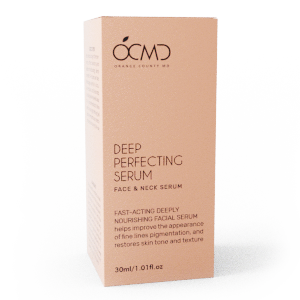 OCMD
ORANGE COUNTY MD
DEEP
PERFECTING
SERUM
FACE & NECK SERUM
FAST-ACTING DEEPLY
NOURISHING FACIAL SERUM
helps improve the appearance
of fine lines pigmentation, and
restores skin tone and texture
30ml/1.01fl.oz